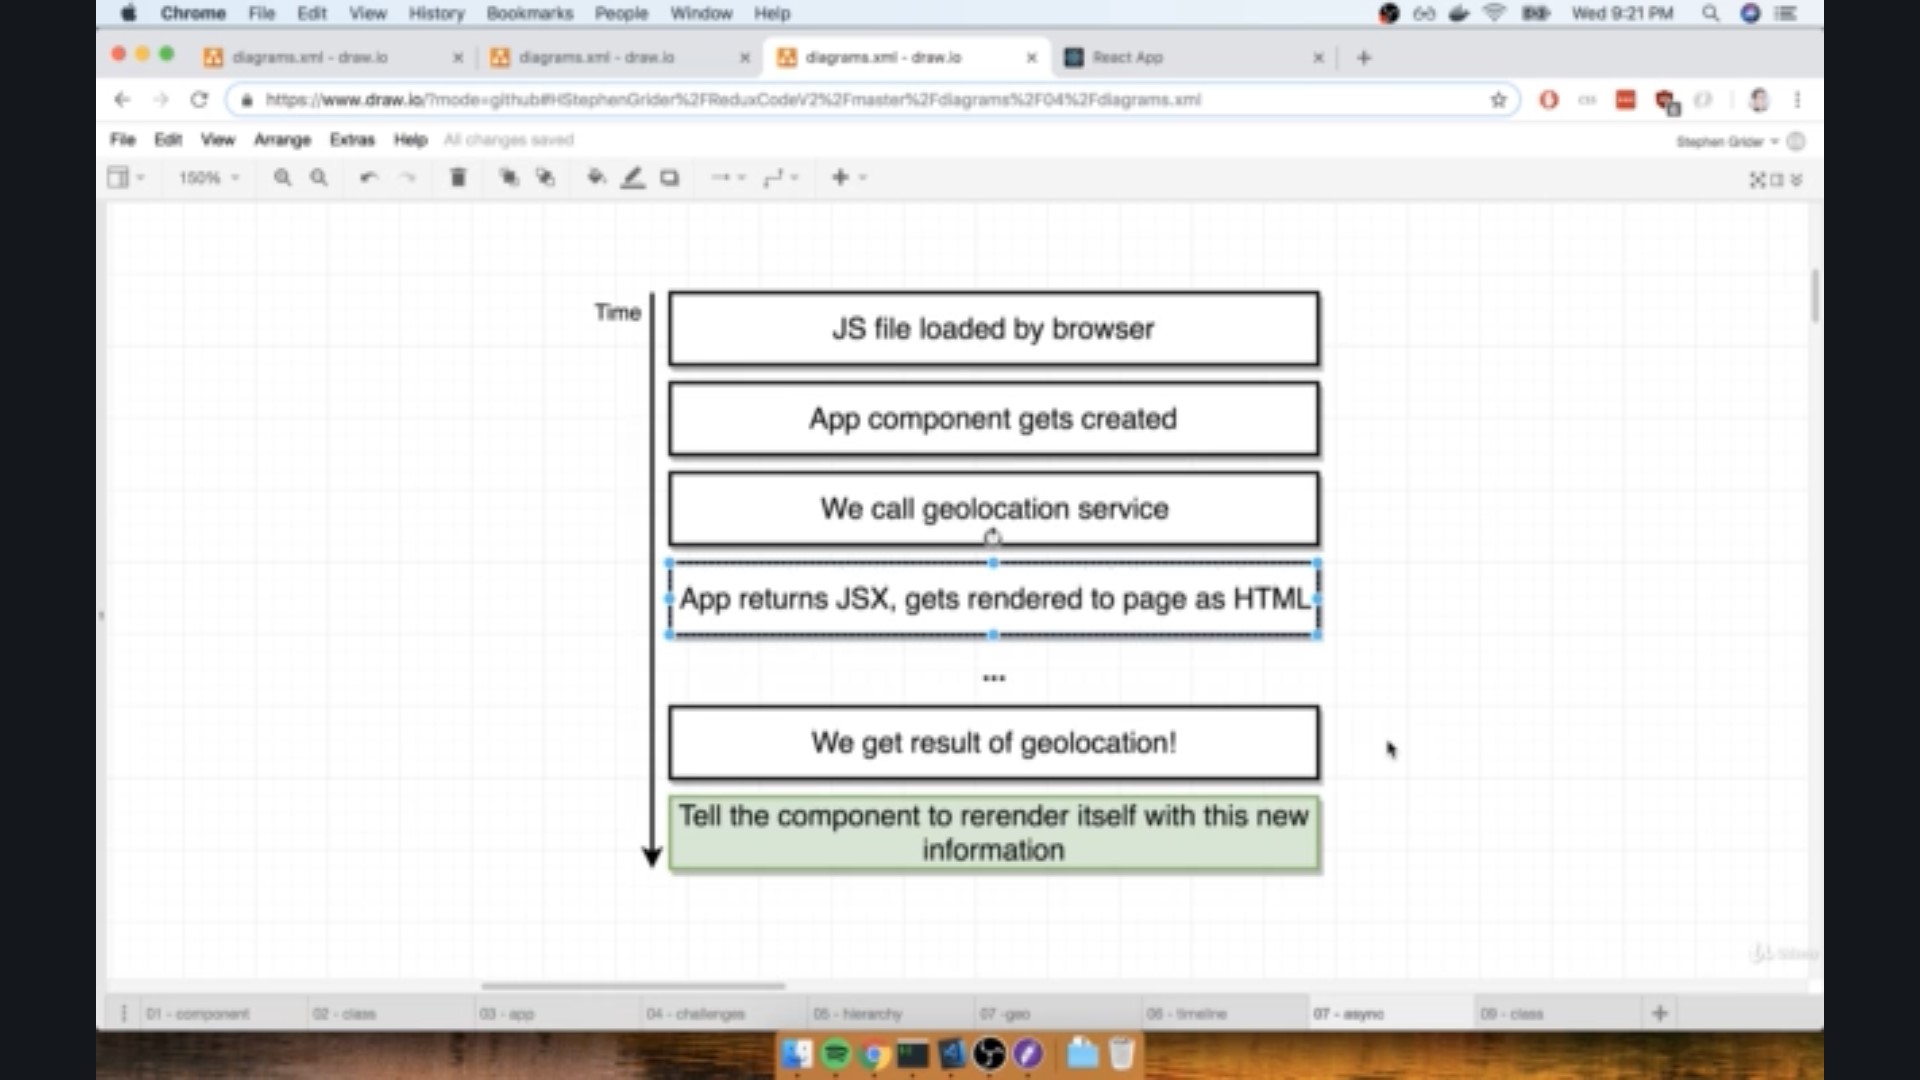 Chrome File Edit View History Bookmarks People Window Help Wed 9:21 PM
diagrams.xml - draw.io diagrams.xml - draw.io diagrams.xml - draw.io React App
https://www.draw.io/?mode=github#HStephenGrider%2FReduxCodeV2%2Fmaster%2Fdiagrams%2F04%2Fdiagrams.xml
File Edit View Arrange Extras Help All changes saved Stephen Grider
150%
Time
JS file loaded by browser
App component gets created
We call geolocation service
App returns JSX, gets rendered to page as HTML
...
We get result of geolocation!
Tell the component to rerender itself with this new
information
01 - component 02 - class 03 - app 04 - challenges 05 - hierarchy 07 -geo 06 - timeline 07 - async 09 - class